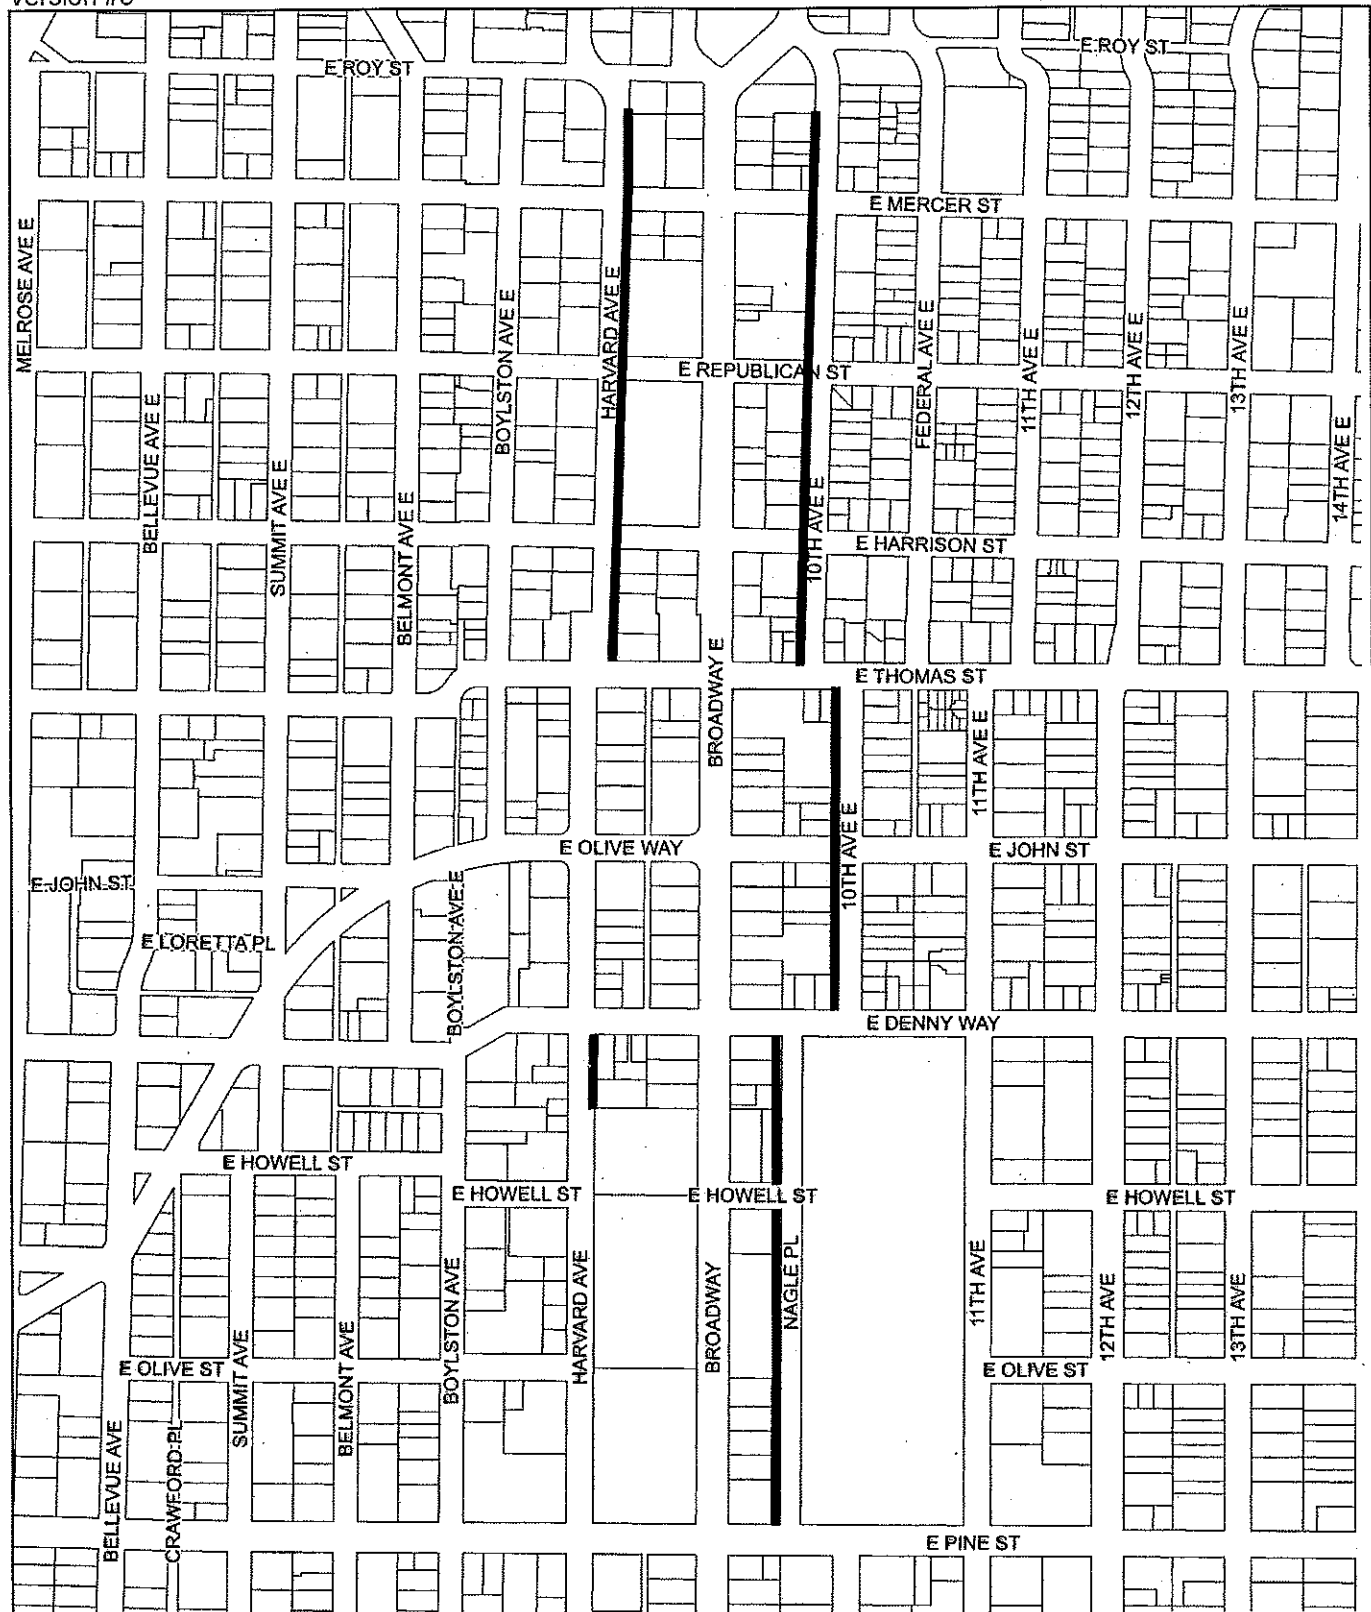 E ROY ST
E ROY ST
E MERCER ST
MELROSE AVE E
HARVARD AVE E
BOYLSTON AVE E
FEDERAL AVE E
11TH AVE E
12TH AVE E
13TH AVE E
E REPUBLICAN ST
BELLEVUE AVE E
SUMMIT AVE E
BELMONT AVE E
10TH AVE E
14TH AVE E
E HARRISON ST
BROADWAY E
E THOMAS ST
11TH AVE E
10TH AVE E
E OLIVE WAY
E JOHN ST
E JOHN ST
BOYLSTON AVE E
E LORETTA PL
E DENNY WAY
E HOWELL ST
E HOWELL ST
E HOWELL ST
E HOWELL ST
NAGLE PL
11TH AVE
HARVARD AVE
BROADWAY
BOYLSTON AVE
12TH AVE
13TH AVE
E OLIVE ST
E OLIVE ST
SUMMIT AVE
BELMONT AVE
BELLEVUE AVE
CRAWFORD PL
E PINE ST